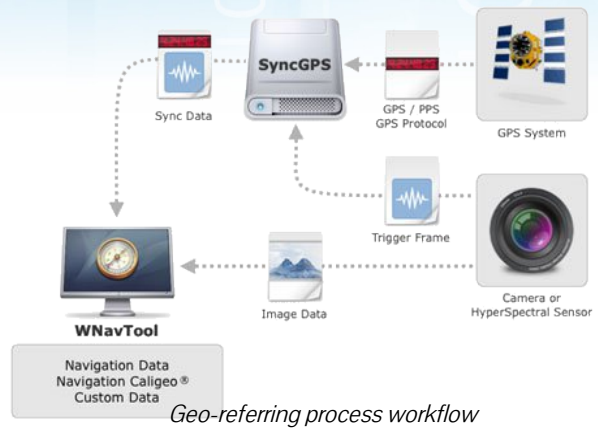 SyncGPS
Sync Data
GPS / PPS
GPS Protocol
GPS System
Trigger Frame
Image Data
Camera or
HyperSpectral Sensor
WNavTool
Navigation Data
Navigation Caligeo®
Custom Data
Geo-referring process workflow